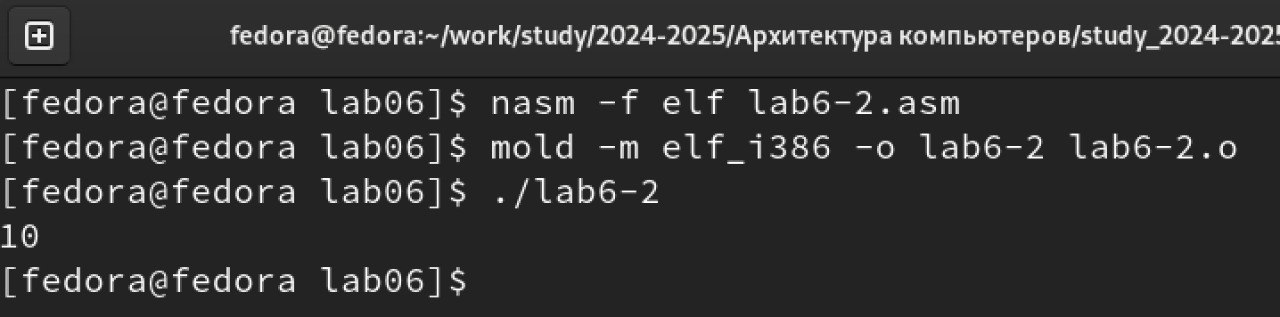 fedora@fedora:~/work/study/2024-2025/Архитектура компьютеров/study_2024-2025
[fedora@fedora lab06]$ nasm -f elf lab6-2.asm
[fedora@fedora lab06]$ mold -m elf_i386 -o lab6-2 lab6-2.o
[fedora@fedora lab06]$ ./lab6-2
10
[fedora@fedora lab06]$